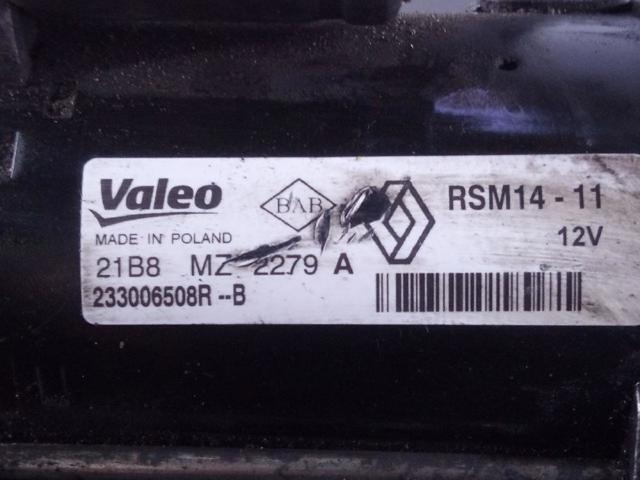 Valeo
BAB
RSM14 - 11
MADE IN POLAND
12V
21B8 MZ 2279 A
233006508R --B